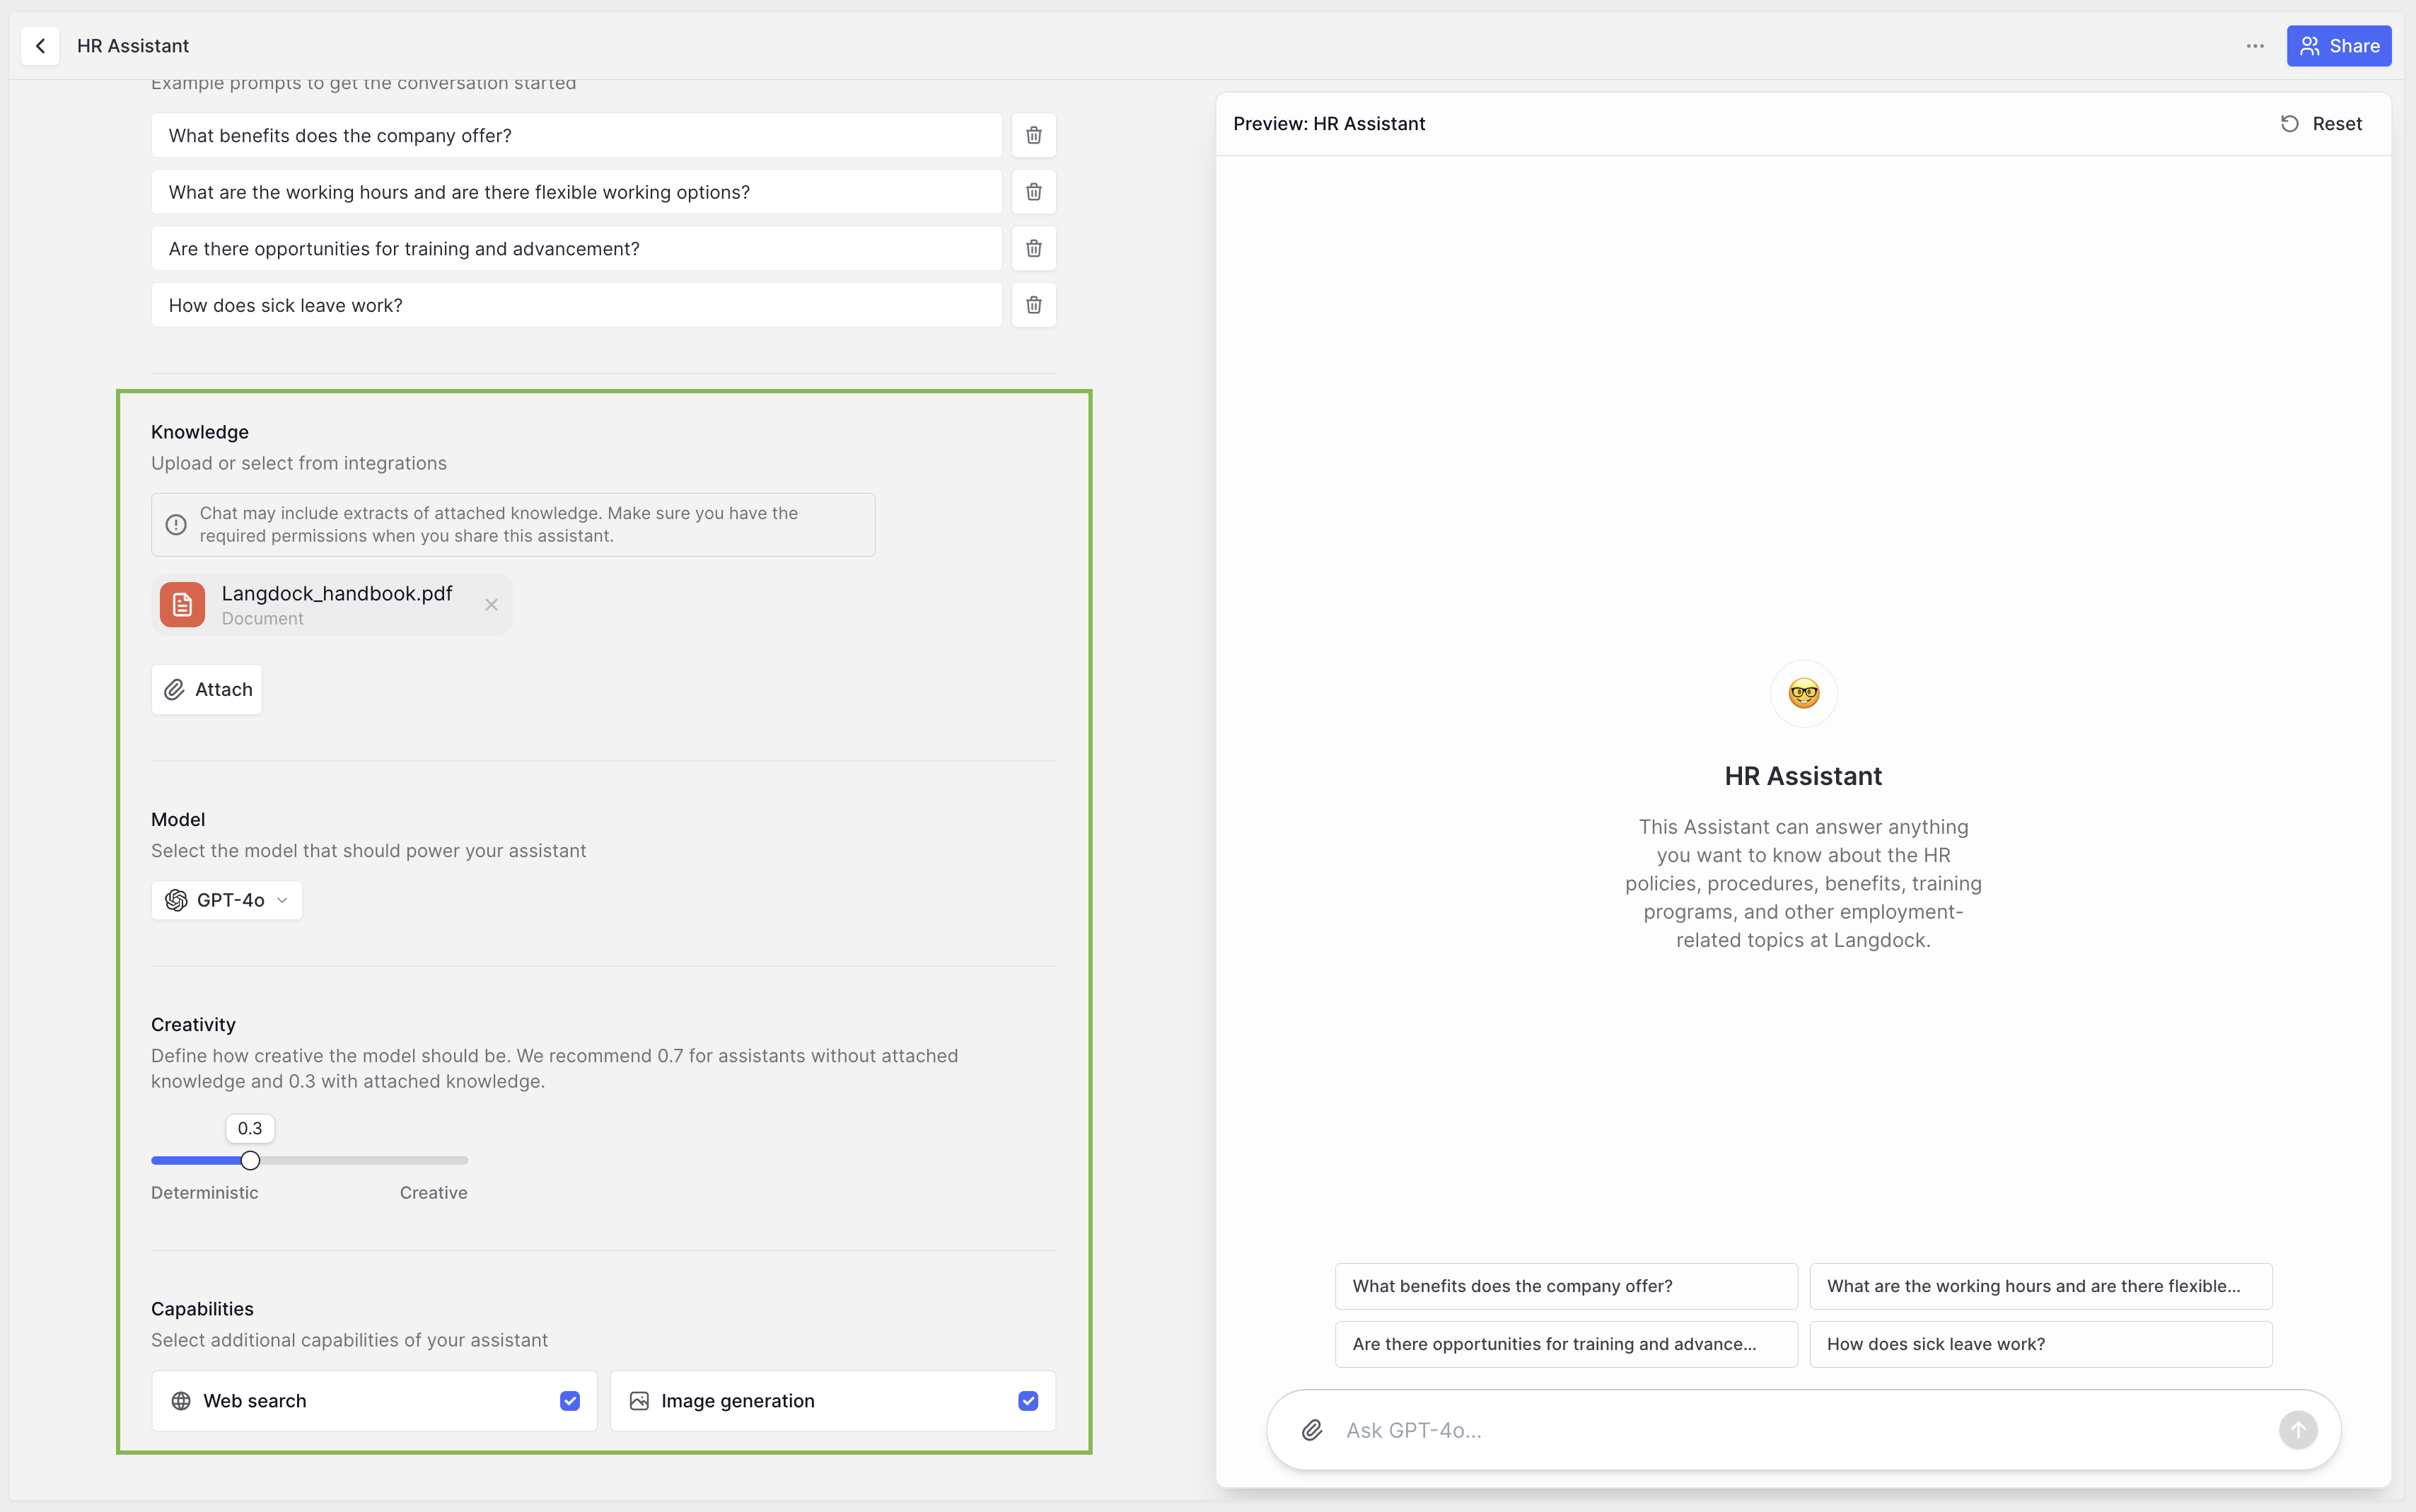 HR Assistant
Share
Example prompts to get the conversation started
What benefits does the company offer?
What are the working hours and are there flexible working options?
Are there opportunities for training and advancement?
How does sick leave work?
Knowledge
Upload or select from integrations
Chat may include extracts of attached knowledge. Make sure you have the
required permissions when you share this assistant.
Langdock_handbook.pdf
Document
Attach
Model
Select the model that should power your assistant
GPT-4o
Creativity
Define how creative the model should be. We recommend 0.7 for assistants without attached
knowledge and 0.3 with attached knowledge.
0.3
Deterministic
Creative
Capabilities
Select additional capabilities of your assistant
Web search
Image generation
Preview: HR Assistant
Reset
HR Assistant
This Assistant can answer anything
you want to know about the HR
policies, procedures, benefits, training
programs, and other employment-
related topics at Langdock.
What benefits does the company offer?
What are the working hours and are there flexible...
Are there opportunities for training and advance...
How does sick leave work?
Ask GPT-4o...